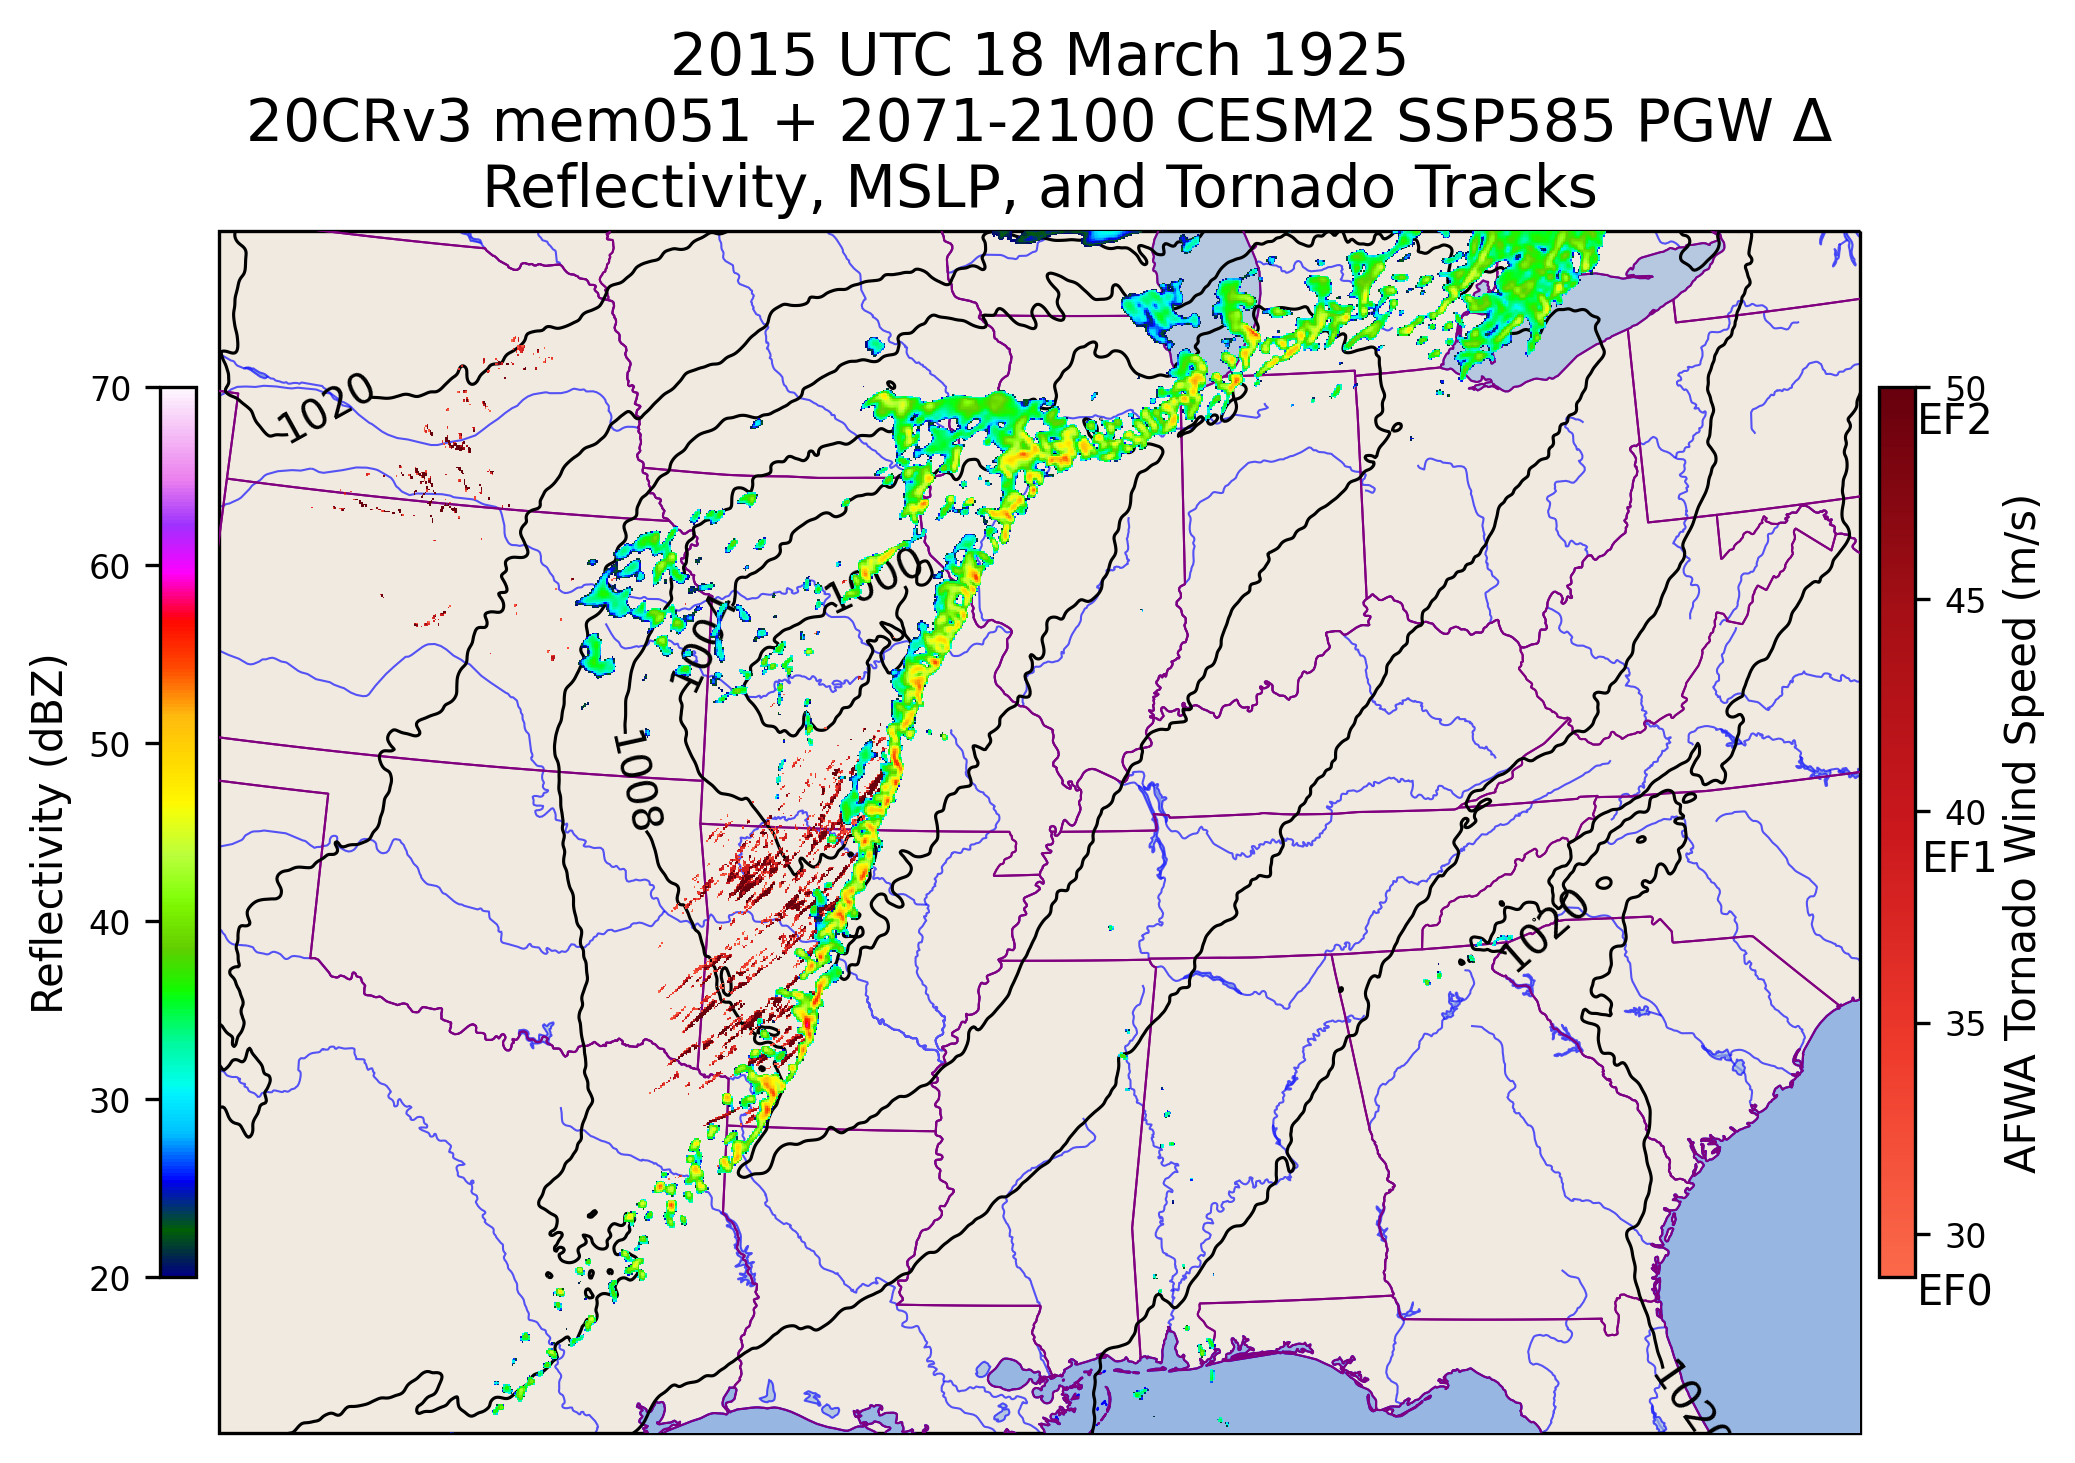 2015 UTC 18 March 1925
20CRv3 mem051 + 2071-2100 CESM2 SSP585 PGW Δ
Reflectivity, MSLP, and Tornado Tracks
Reflectivity (dBZ)
70
60
50
40
30
20
1020
1000
1004
1008
1020
1020
50
EF2
45
40
EF1
35
30
EF0
AFWA Tornado Wind Speed (m/s)